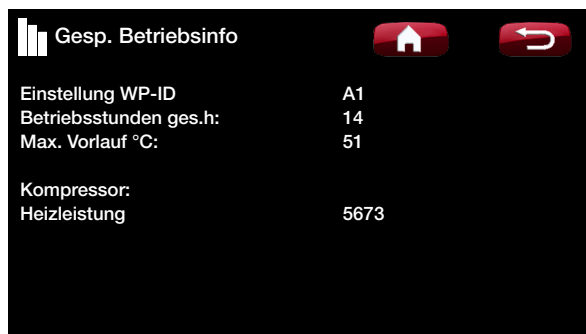 Gesp. Betriebsinfo
Einstellung WP-ID A1
Betriebsstunden ges.h: 14
Max. Vorlauf °C: 51
Kompressor:
Heizleistung 5673